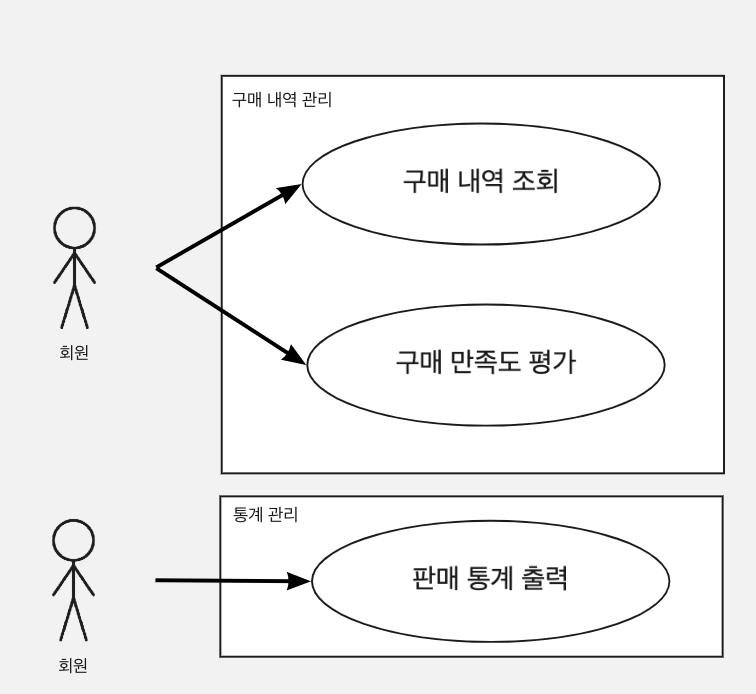 구매 내역 관리
구매 내역 조회
회원
구매 만족도 평가
통계 관리
판매 통계 출력
회원